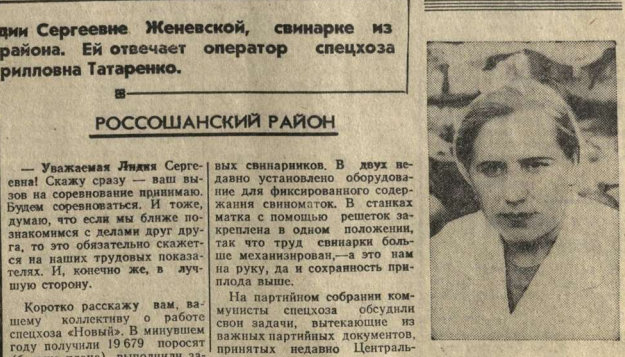 дии Сергеевне Женевской, свинарке из
района. Ей отвечает оператор спецхоза
рилловна Татаренко.
РОССОШАНСКИЙ РАЙОН
— Уважаемая Лидия Серге-
евна! Скажу сразу — ваш вы-
зов на соревнование принимаю.
Будем соревноваться. И тоже,
думаю, что если мы ближе по-
знакомимся с делами друг дру-
га, то это обязательно скажет-
ся на наших трудовых показа-
телях. И, конечно же, в луч-
шую сторону.
Коротко расскажу вам, ва-
шему коллективу о работе
спецхоза «Новый». В минувшем
году получили 19 679 поросят
вых свинарников. В двух не-
давно установлено оборудова-
ние для фиксированного содер-
жания свиноматок. В станках
матка с помощью решеток за-
креплена в одном положении,
так что труд свинарки боль-
ше механизирован,—а это нам
на руку, да и сохранность при-
плода выше.
На партийном собрании ком-
мунисты спецхоза обсудили
свои задачи, вытекающие из
важных партийных документов,
принятых недавно Централь-